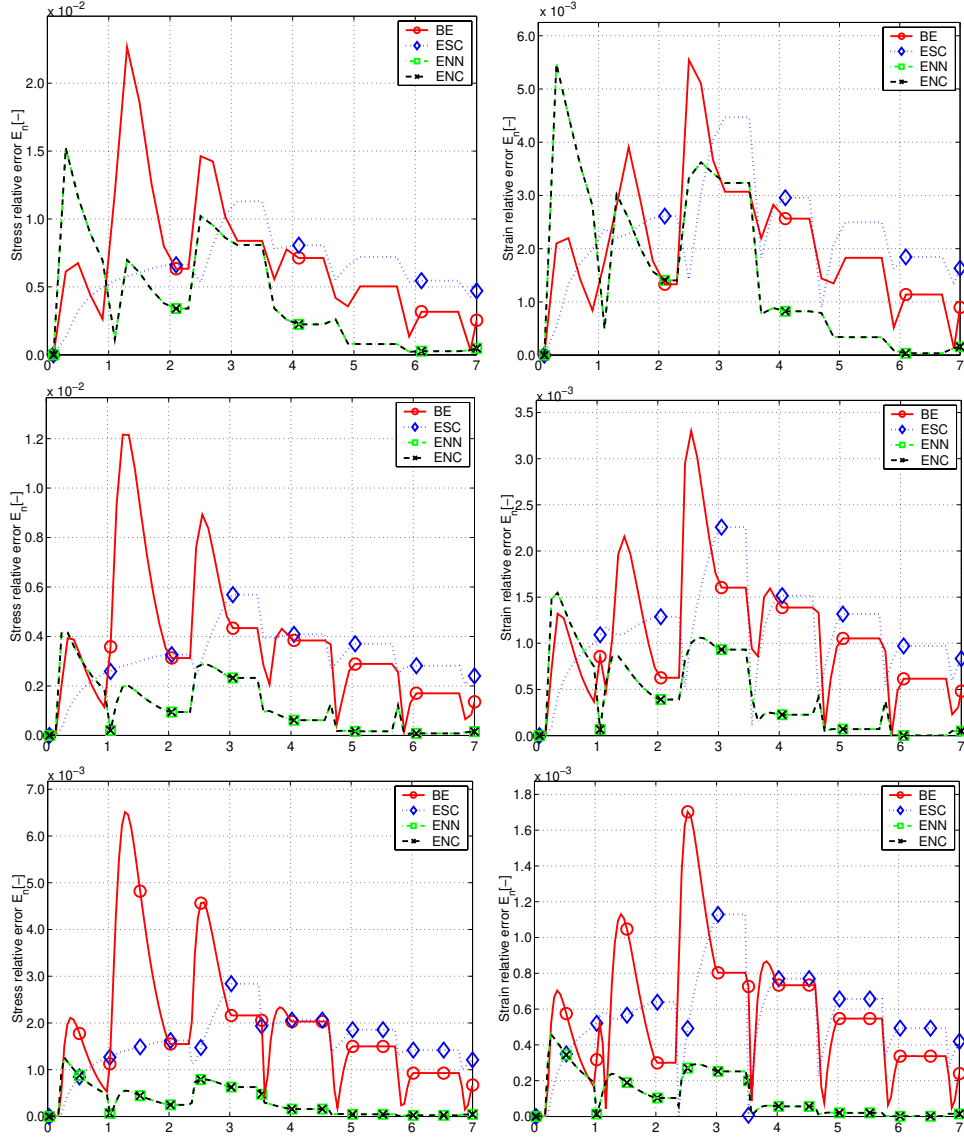 x 10⁻²
2.0
1.5
1.0
0.5
0.0
Stress relative error Eₙ[−]
BE
ESC
ENN
ENC
0 1 2 3 4 5 6 7
x 10⁻³
6.0
5.0
4.0
3.0
2.0
1.0
0.0
Strain relative error Eₙ[−]
BE
ESC
ENN
ENC
0 1 2 3 4 5 6 7
x 10⁻²
1.2
1.0
0.8
0.6
0.4
0.2
0.0
Stress relative error Eₙ[−]
BE
ESC
ENN
ENC
0 1 2 3 4 5 6 7
x 10⁻³
3.5
3.0
2.5
2.0
1.5
1.0
0.5
0.0
Strain relative error Eₙ[−]
BE
ESC
ENN
ENC
0 1 2 3 4 5 6 7
x 10⁻³
7.0
6.0
5.0
4.0
3.0
2.0
1.0
0.0
Stress relative error Eₙ[−]
BE
ESC
ENN
ENC
0 1 2 3 4 5 6 7
x 10⁻³
1.8
1.6
1.4
1.2
1.0
0.8
0.6
0.4
0.2
0.0
Strain relative error Eₙ[−]
BE
ESC
ENN
ENC
0 1 2 3 4 5 6 7